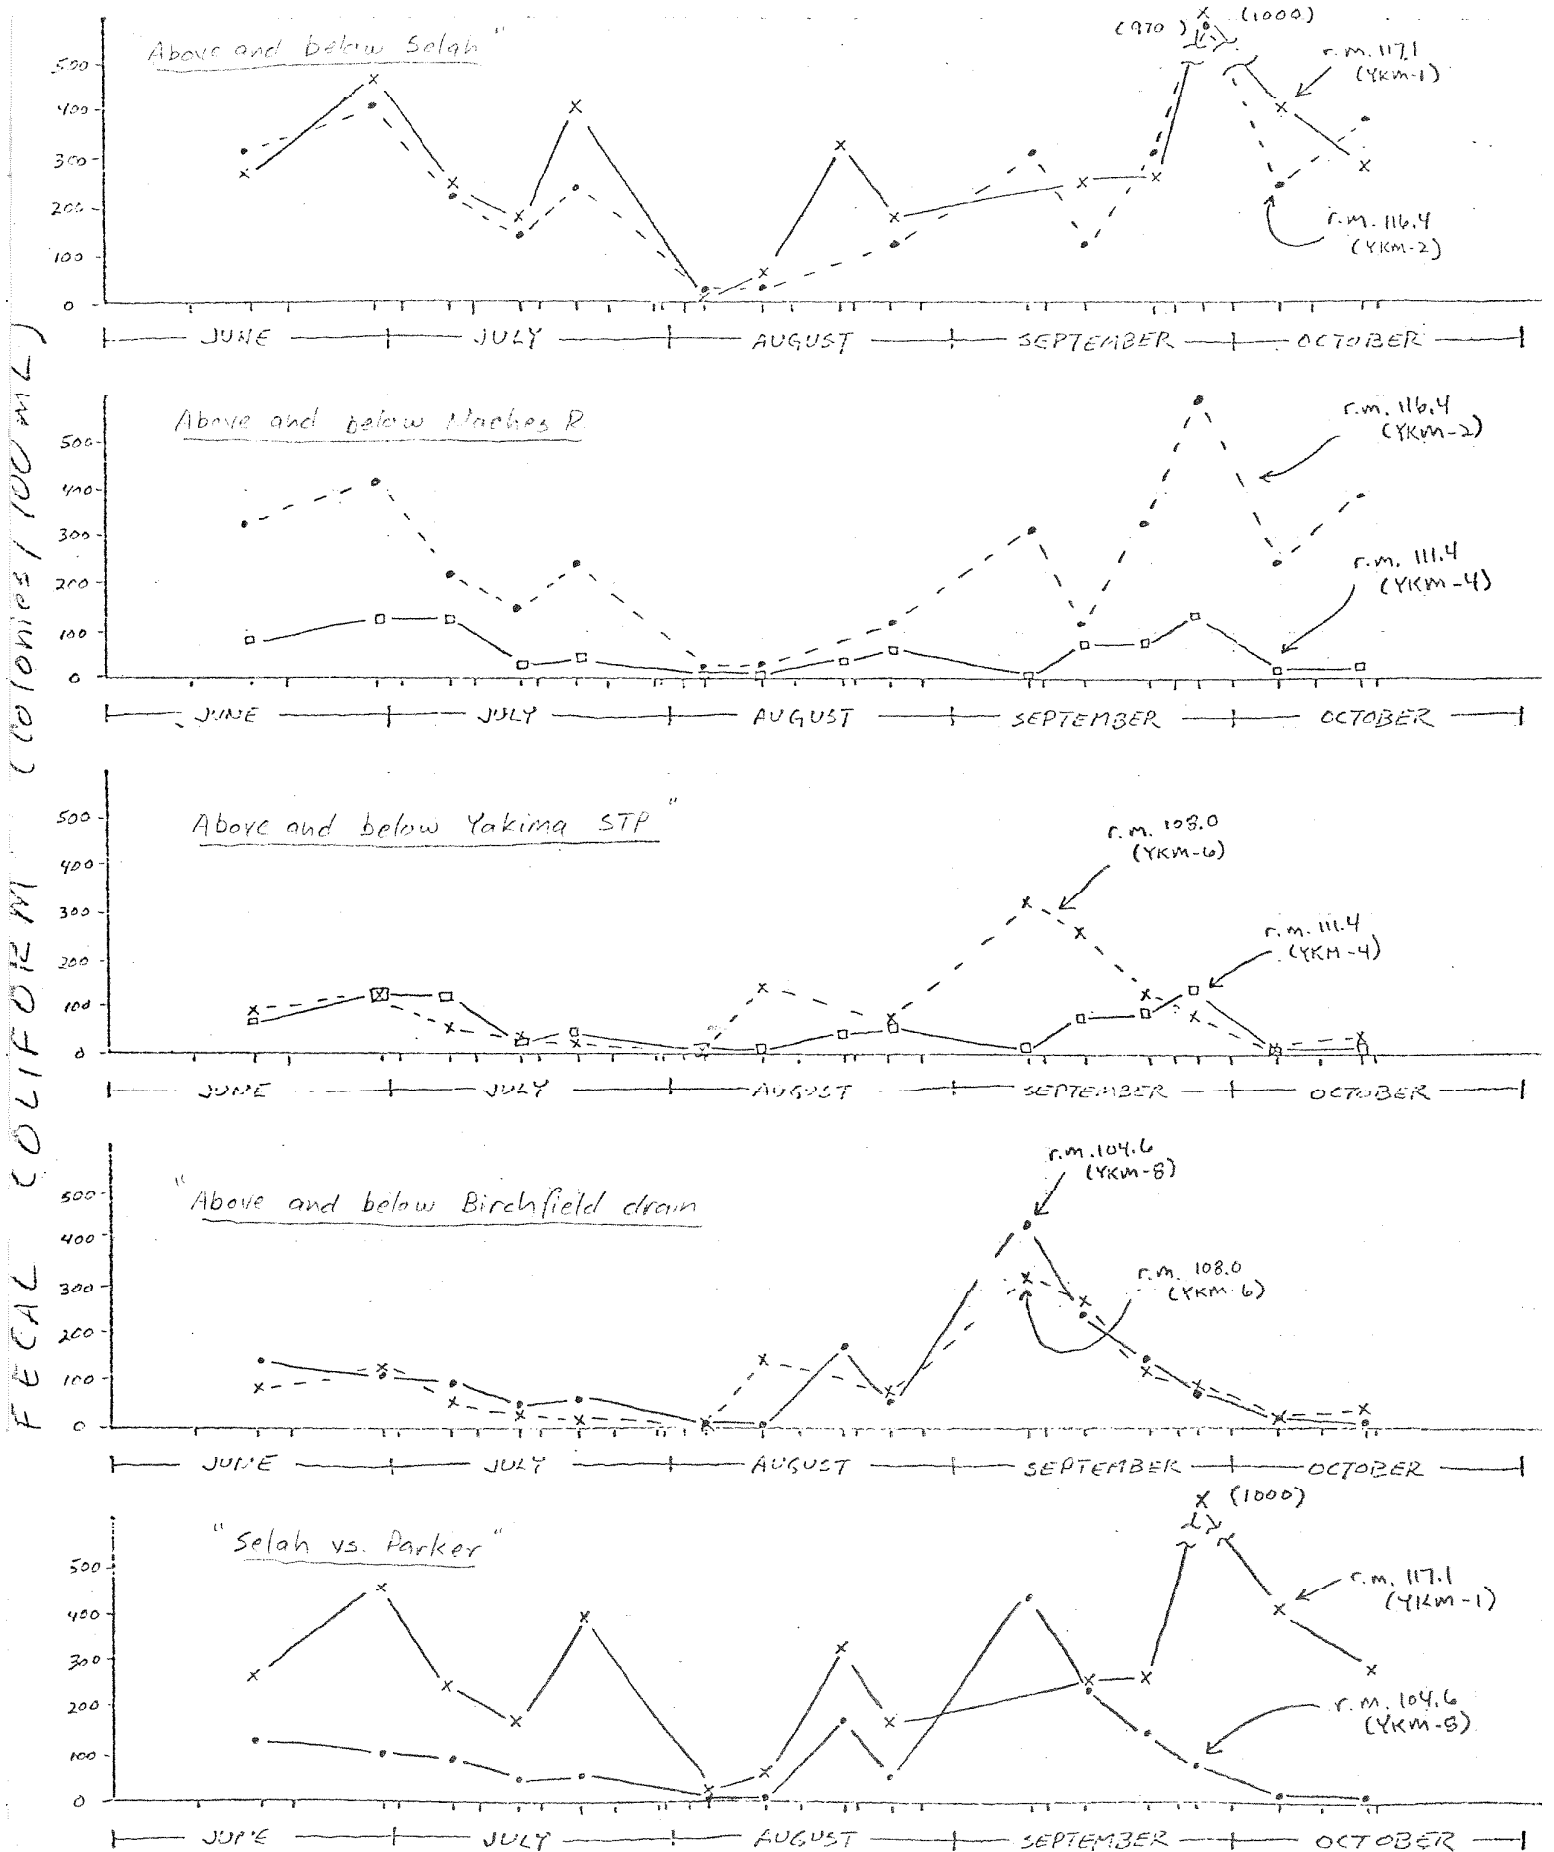 FECAL COLIFORM (colonies / 100 mL)
"Above and below Selah"
(970) (1000)
r.m. 117.1
(YKM-1)
r.m. 116.4
(YKM-2)
500
400
300
200
100
0
JUNE JULY AUGUST SEPTEMBER OCTOBER
Above and below Naches R.
r.m. 116.4
(YKM-2)
r.m. 111.4
(YKM-4)
500
400
300
200
100
0
JUNE JULY AUGUST SEPTEMBER OCTOBER
Above and below Yakima STP"
r.m. 108.0
(YKM-6)
r.m. 111.4
(YKM-4)
500
400
300
200
100
0
JUNE JULY AUGUST SEPTEMBER OCTOBER
"Above and below Birchfield drain
r.m. 104.6
(YKM-8)
r.m. 108.0
(YKM-6)
500
400
300
200
100
0
JUNE JULY AUGUST SEPTEMBER OCTOBER
"Selah vs. Parker"
(1000)
r.m. 117.1
(YKM-1)
r.m. 104.6
(YKM-8)
500
400
300
200
100
0
JUNE JULY AUGUST SEPTEMBER OCTOBER